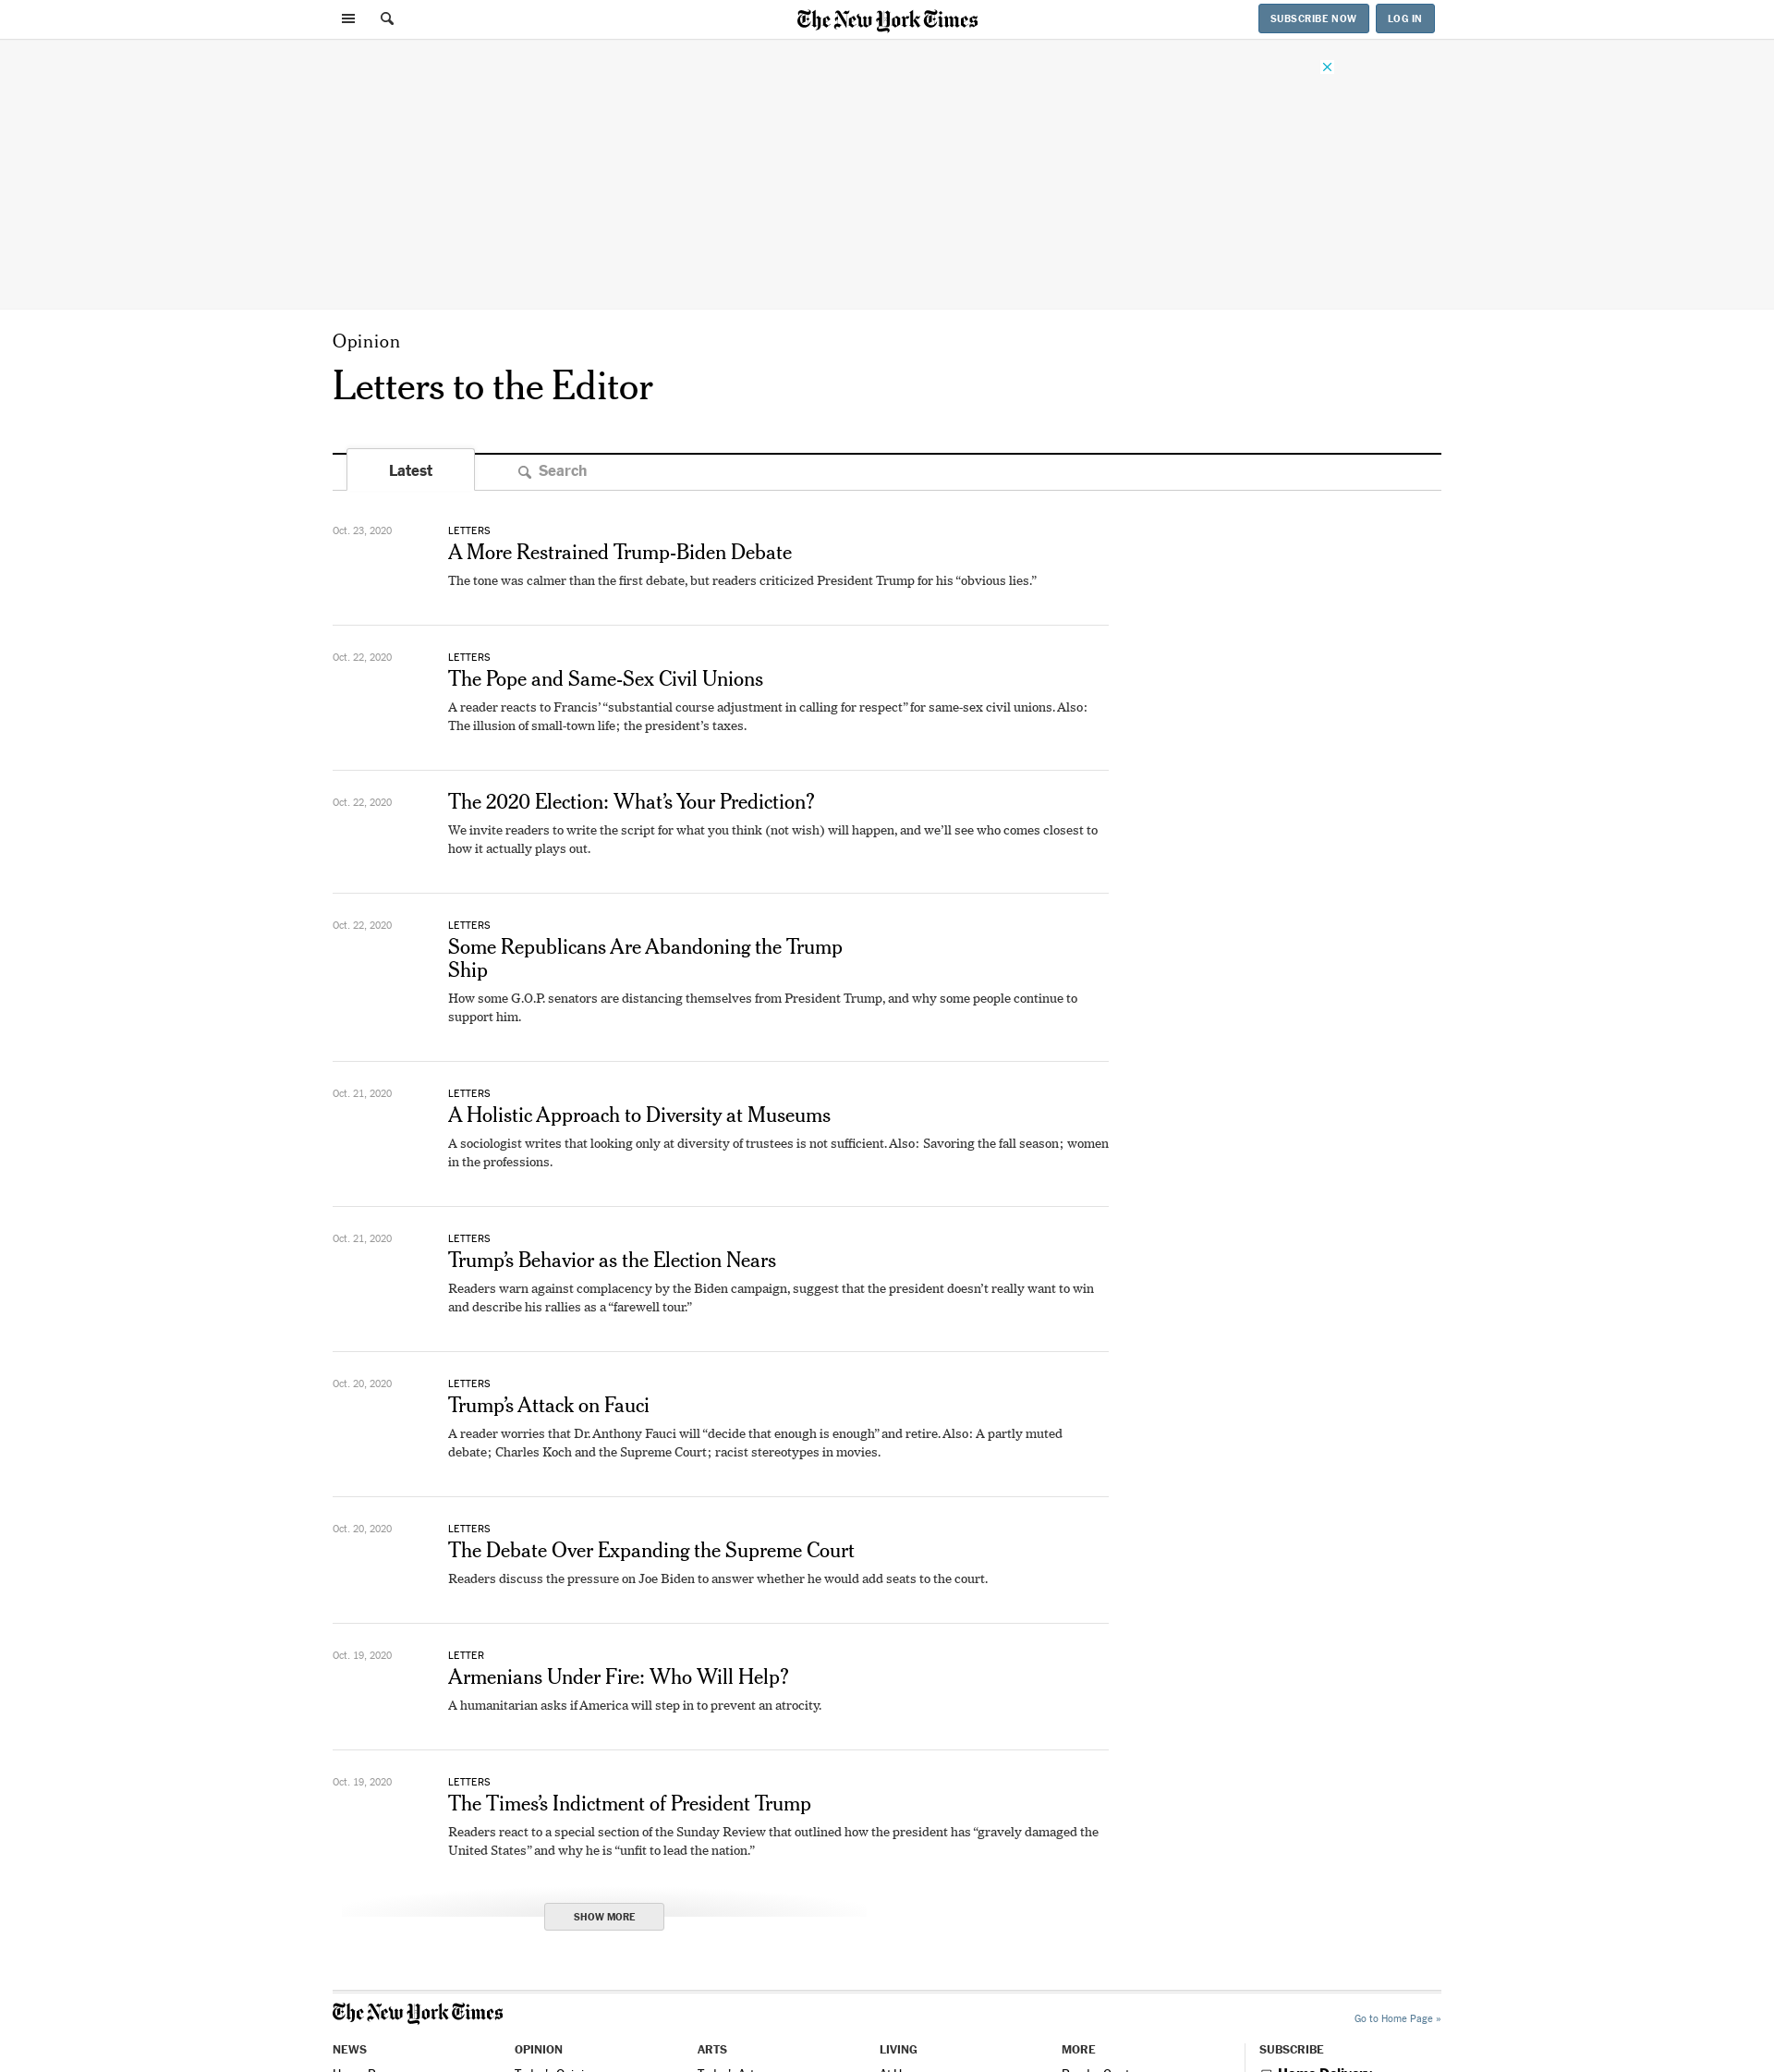 The New York Times
SUBSCRIBE NOW
LOG IN
Opinion
Letters to the Editor
Latest
Search
Oct. 23, 2020
LETTERS
A More Restrained Trump-Biden Debate
The tone was calmer than the first debate, but readers criticized President Trump for his “obvious lies.”
Oct. 22, 2020
LETTERS
The Pope and Same-Sex Civil Unions
A reader reacts to Francis’ “substantial course adjustment in calling for respect” for same-sex civil unions. Also:
The illusion of small-town life; the president’s taxes.
Oct. 22, 2020
The 2020 Election: What’s Your Prediction?
We invite readers to write the script for what you think (not wish) will happen, and we’ll see who comes closest to
how it actually plays out.
Oct. 22, 2020
LETTERS
Some Republicans Are Abandoning the Trump
Ship
How some G.O.P. senators are distancing themselves from President Trump, and why some people continue to
support him.
Oct. 21, 2020
LETTERS
A Holistic Approach to Diversity at Museums
A sociologist writes that looking only at diversity of trustees is not sufficient. Also: Savoring the fall season; women
in the professions.
Oct. 21, 2020
LETTERS
Trump’s Behavior as the Election Nears
Readers warn against complacency by the Biden campaign, suggest that the president doesn’t really want to win
and describe his rallies as a “farewell tour.”
Oct. 20, 2020
LETTERS
Trump’s Attack on Fauci
A reader worries that Dr. Anthony Fauci will “decide that enough is enough” and retire. Also: A partly muted
debate; Charles Koch and the Supreme Court; racist stereotypes in movies.
Oct. 20, 2020
LETTERS
The Debate Over Expanding the Supreme Court
Readers discuss the pressure on Joe Biden to answer whether he would add seats to the court.
Oct. 19, 2020
LETTER
Armenians Under Fire: Who Will Help?
A humanitarian asks if America will step in to prevent an atrocity.
Oct. 19, 2020
LETTERS
The Times’s Indictment of President Trump
Readers react to a special section of the Sunday Review that outlined how the president has “gravely damaged the
United States” and why he is “unfit to lead the nation.”
SHOW MORE
The New York Times
Go to Home Page »
NEWS
OPINION
ARTS
LIVING
MORE
SUBSCRIBE
Home Delivery